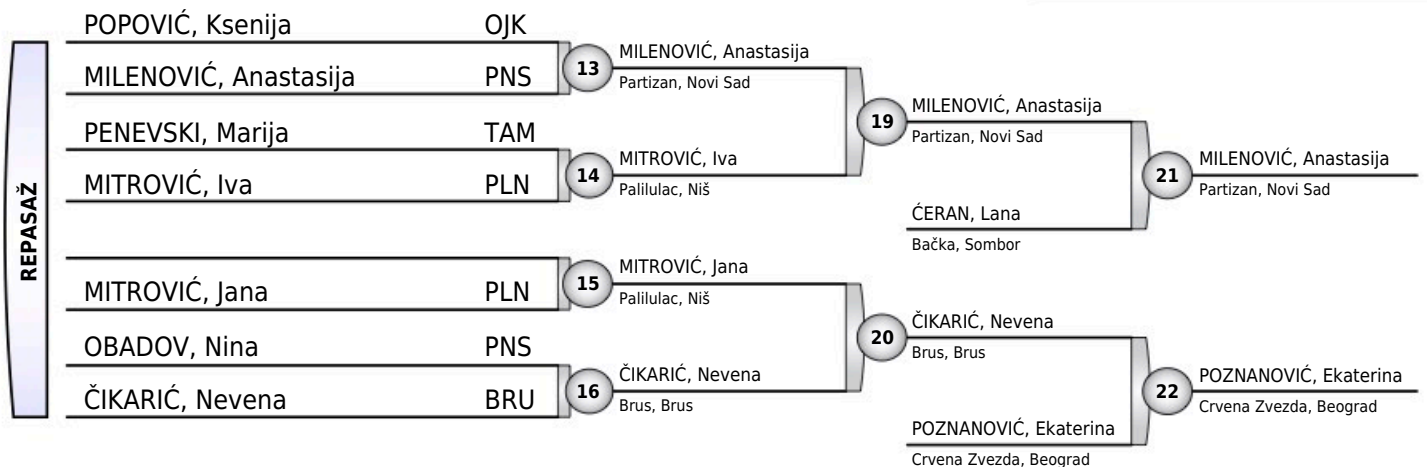 REPASAŽ
POPOVIĆ, Ksenija OJK
MILENOVIĆ, Anastasija PNS
PENEVSKI, Marija TAM
MITROVIĆ, Iva PLN
MITROVIĆ, Jana PLN
OBADOV, Nina PNS
ČIKARIĆ, Nevena BRU
13
MILENOVIĆ, Anastasija
Partizan, Novi Sad
14
MITROVIĆ, Iva
Palilulac, Niš
15
MITROVIĆ, Jana
Palilulac, Niš
16
ČIKARIĆ, Nevena
Brus, Brus
19
MILENOVIĆ, Anastasija
Partizan, Novi Sad
ĆERAN, Lana
Bačka, Sombor
20
ČIKARIĆ, Nevena
Brus, Brus
POZNANOVIĆ, Ekaterina
Crvena Zvezda, Beograd
21
MILENOVIĆ, Anastasija
Partizan, Novi Sad
22
POZNANOVIĆ, Ekaterina
Crvena Zvezda, Beograd